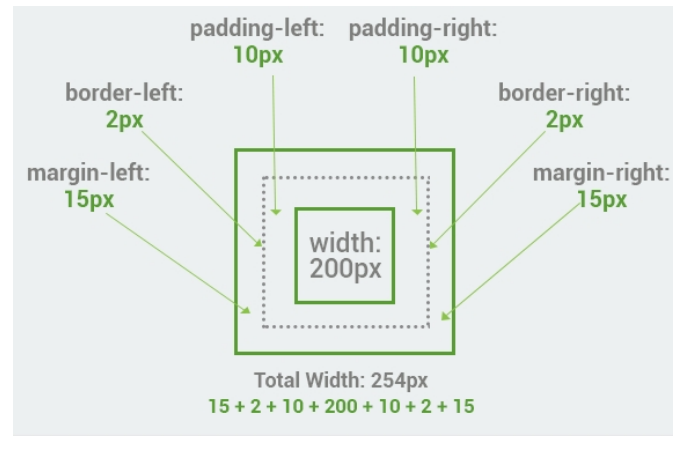 padding-left:
10px
padding-right:
10px
border-left:
2px
border-right:
2px
margin-left:
15px
margin-right:
15px
width:
200px
Total Width: 254px
15 + 2 + 10 + 200 + 10 + 2 + 15